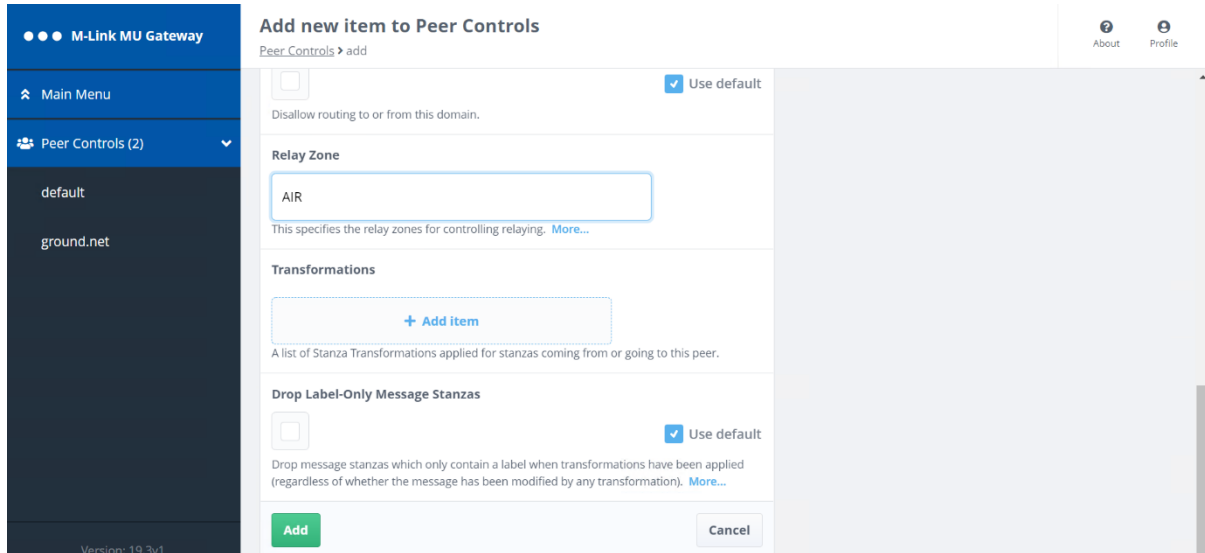 M-Link MU Gateway
Add new item to Peer Controls
Peer Controls > add
About
Profile
Main Menu
Peer Controls (2)
default
ground.net
Use default
Disallow routing to or from this domain.
Relay Zone
AIR
This specifies the relay zones for controlling relaying. More...
Transformations
+ Add item
A list of Stanza Transformations applied for stanzas coming from or going to this peer.
Drop Label-Only Message Stanzas
Use default
Drop message stanzas which only contain a label when transformations have been applied
(regardless of whether the message has been modified by any transformation). More...
Add
Cancel
Version: 19.3v1